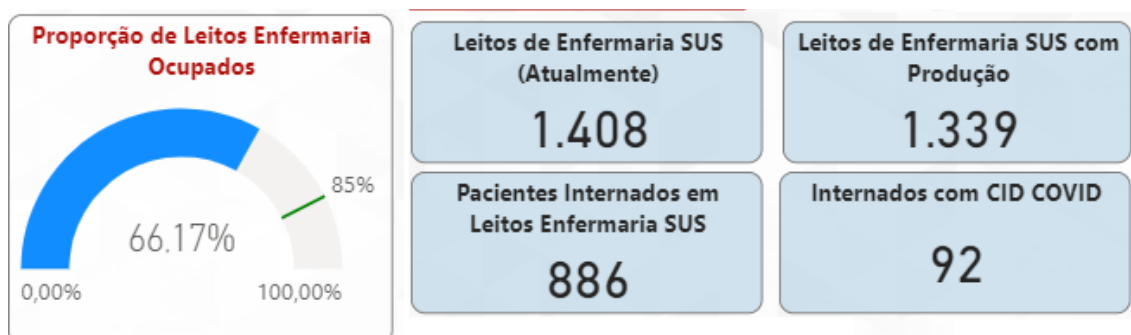 Proporção de Leitos Enfermaria
Ocupados
85%
66,17%
0,00%
100,00%
Leitos de Enfermaria SUS
(Atualmente)
1.408
Leitos de Enfermaria SUS com
Produção
1.339
Pacientes Internados em
Leitos Enfermaria SUS
886
Internados com CID COVID
92